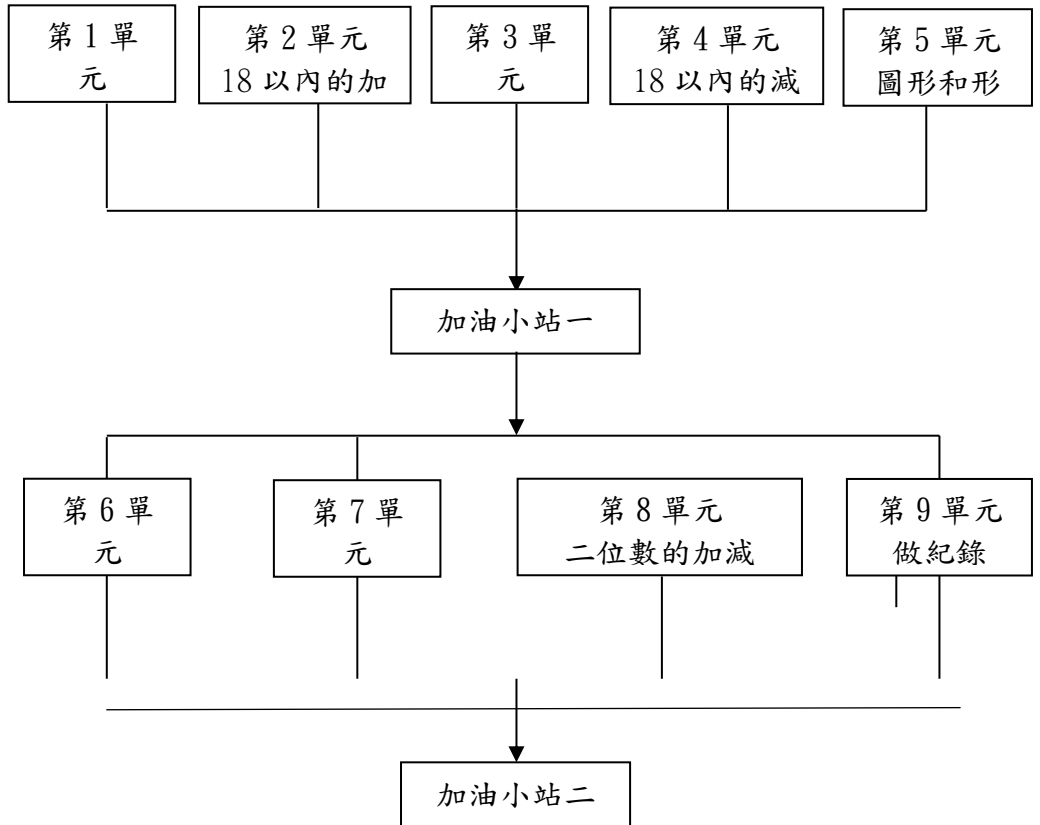 第 1 單
元
第 2 單元
18 以內的加
第 3 單
元
第 4 單元
18 以內的減
第 5 單元
圖形和形
加油小站一
第 6 單
元
第 7 單
元
第 8 單元
二位數的加減
第 9 單元
做紀錄
加油小站二